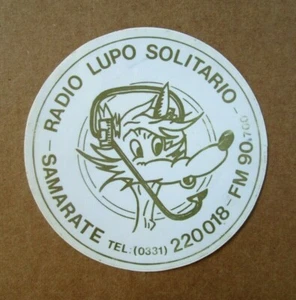 - RADIO LUPO SOLITARIO -
SAMARATE TEL: (0331) 220018 - FM 90,700